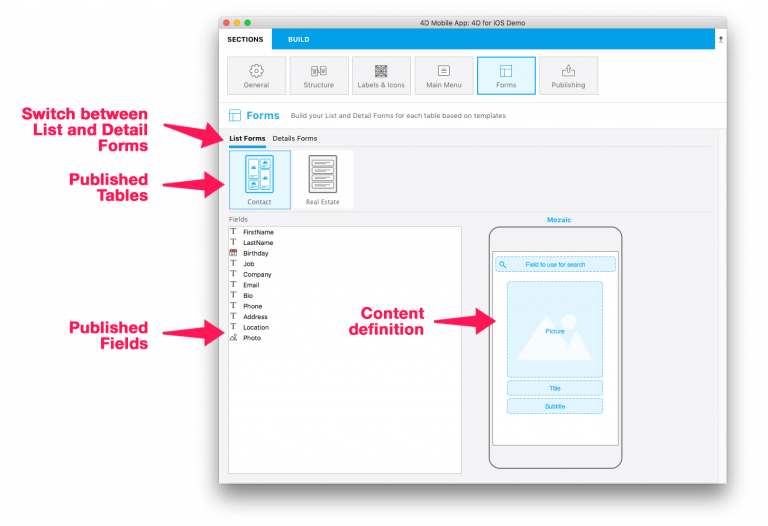 4D Mobile App: 4D for iOS Demo
SECTIONS BUILD
General Structure Labels & Icons Main Menu Forms Publishing
Forms Build your List and Detail Forms for each table based on templates
Switch between
List and Detail
Forms
List Forms Details Forms
Published
Tables
Contact Real Estate
Fields
Mozaic
FirstName
LastName
Birthday
Job
Company
Email
Bio
Phone
Address
Location
Photo
Published
Fields
Content
definition
Field to use for search
Picture
Title
Subtitle